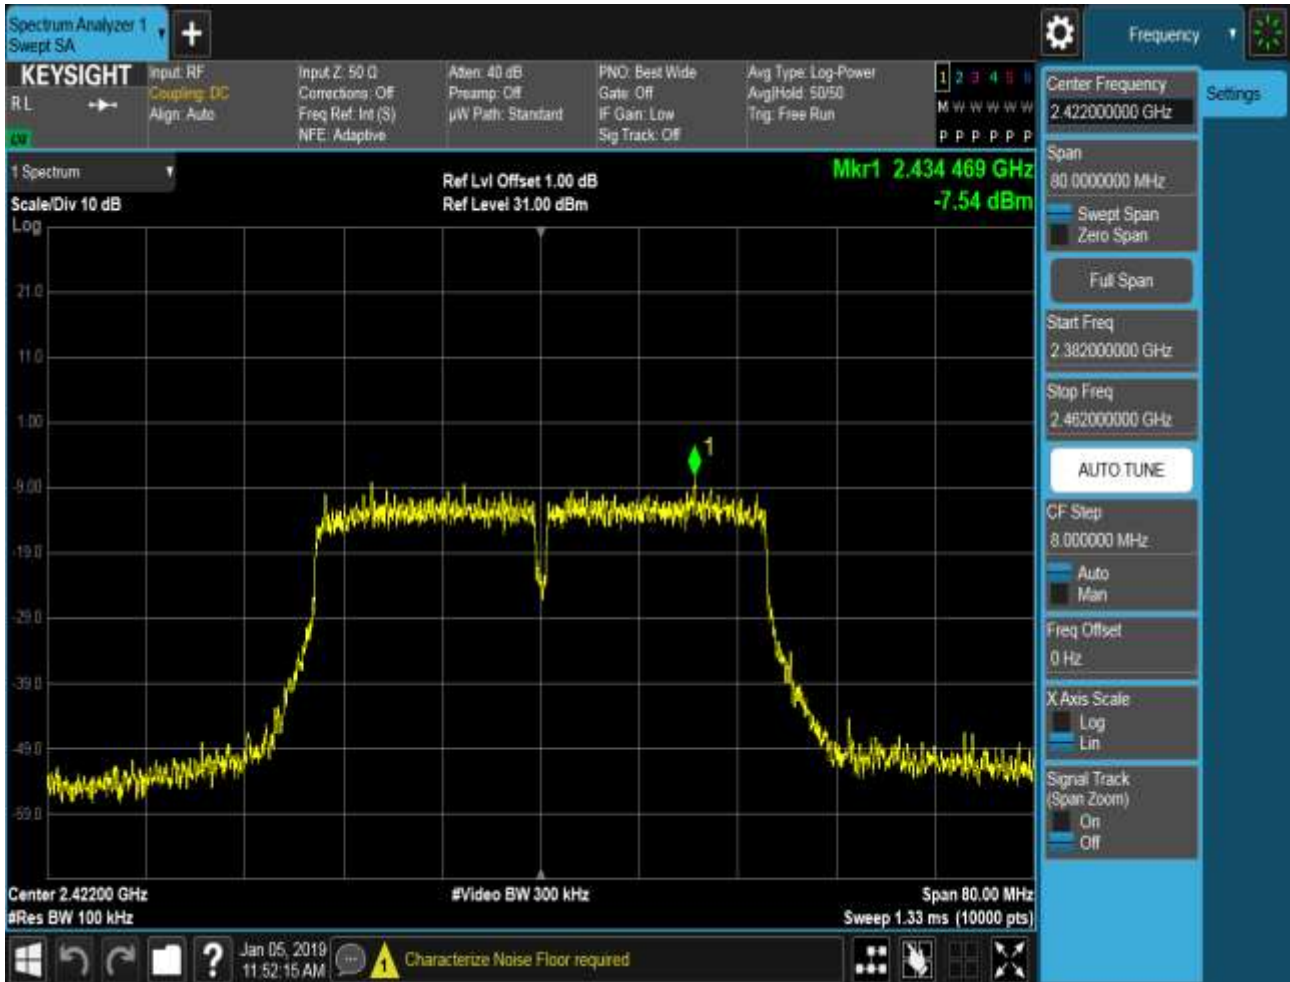 Spectrum Analyzer 1
Swept SA
+
Frequency
KEYSIGHT
RL
LW
Input: RF
Coupling: DC
Align: Auto
Input Z: 50 Ω
Corrections: Off
Freq Ref: Int (S)
NFE: Adaptive
Atten: 40 dB
Preamp: Off
µW Path: Standard
PNO: Best Wide
Gate: Off
IF Gain: Low
Sig Track: Off
Avg Type: Log-Power
Avg|Hold: 50/50
Trig: Free Run
1 2 3 4 5 6
M W W W W W
P P P P P P
1 Spectrum
Scale/Div 10 dB
Log
Ref Lvl Offset 1.00 dB
Ref Level 31.00 dBm
Mkr1 2.434 469 GHz
-7.54 dBm
21.0
11.0
1.00
-9.00
-19.0
-29.0
-39.0
-49.0
-59.0
1
Center 2.42200 GHz
#Res BW 100 kHz
#Video BW 300 kHz
Span 80.00 MHz
Sweep 1.33 ms (10000 pts)
Center Frequency
2.422000000 GHz
Settings
Span
80.0000000 MHz
Swept Span
Zero Span
Full Span
Start Freq
2.382000000 GHz
Stop Freq
2.462000000 GHz
AUTO TUNE
CF Step
8.000000 MHz
Auto
Man
Freq Offset
0 Hz
X Axis Scale
Log
Lin
Signal Track
(Span Zoom)
On
Off
?
Jan 05, 2019
11:52:15 AM
1
Characterize Noise Floor required